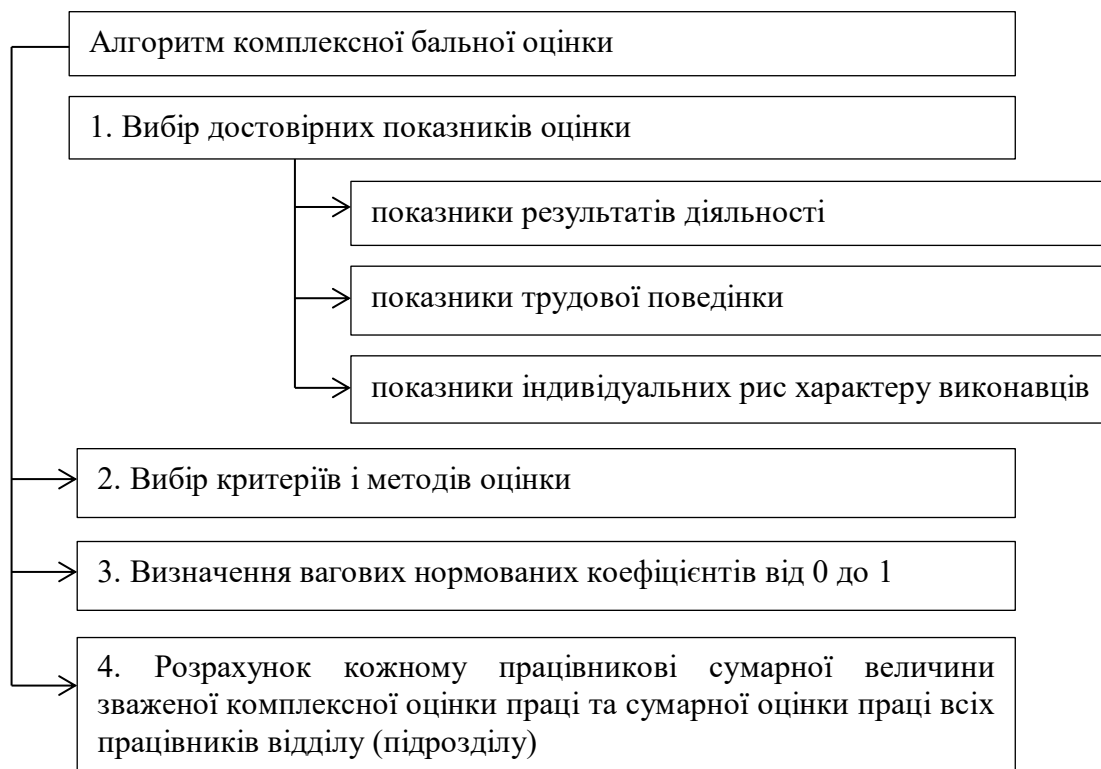 Алгоритм комплексної бальної оцінки
1. Вибір достовірних показників оцінки
показники результатів діяльності
показники трудової поведінки
показники індивідуальних рис характеру виконавців
2. Вибір критеріїв і методів оцінки
3. Визначення вагових нормованих коефіцієнтів від 0 до 1
4. Розрахунок кожному працівникові сумарної величини
зваженої комплексної оцінки праці та сумарної оцінки праці всіх
працівників відділу (підрозділу)